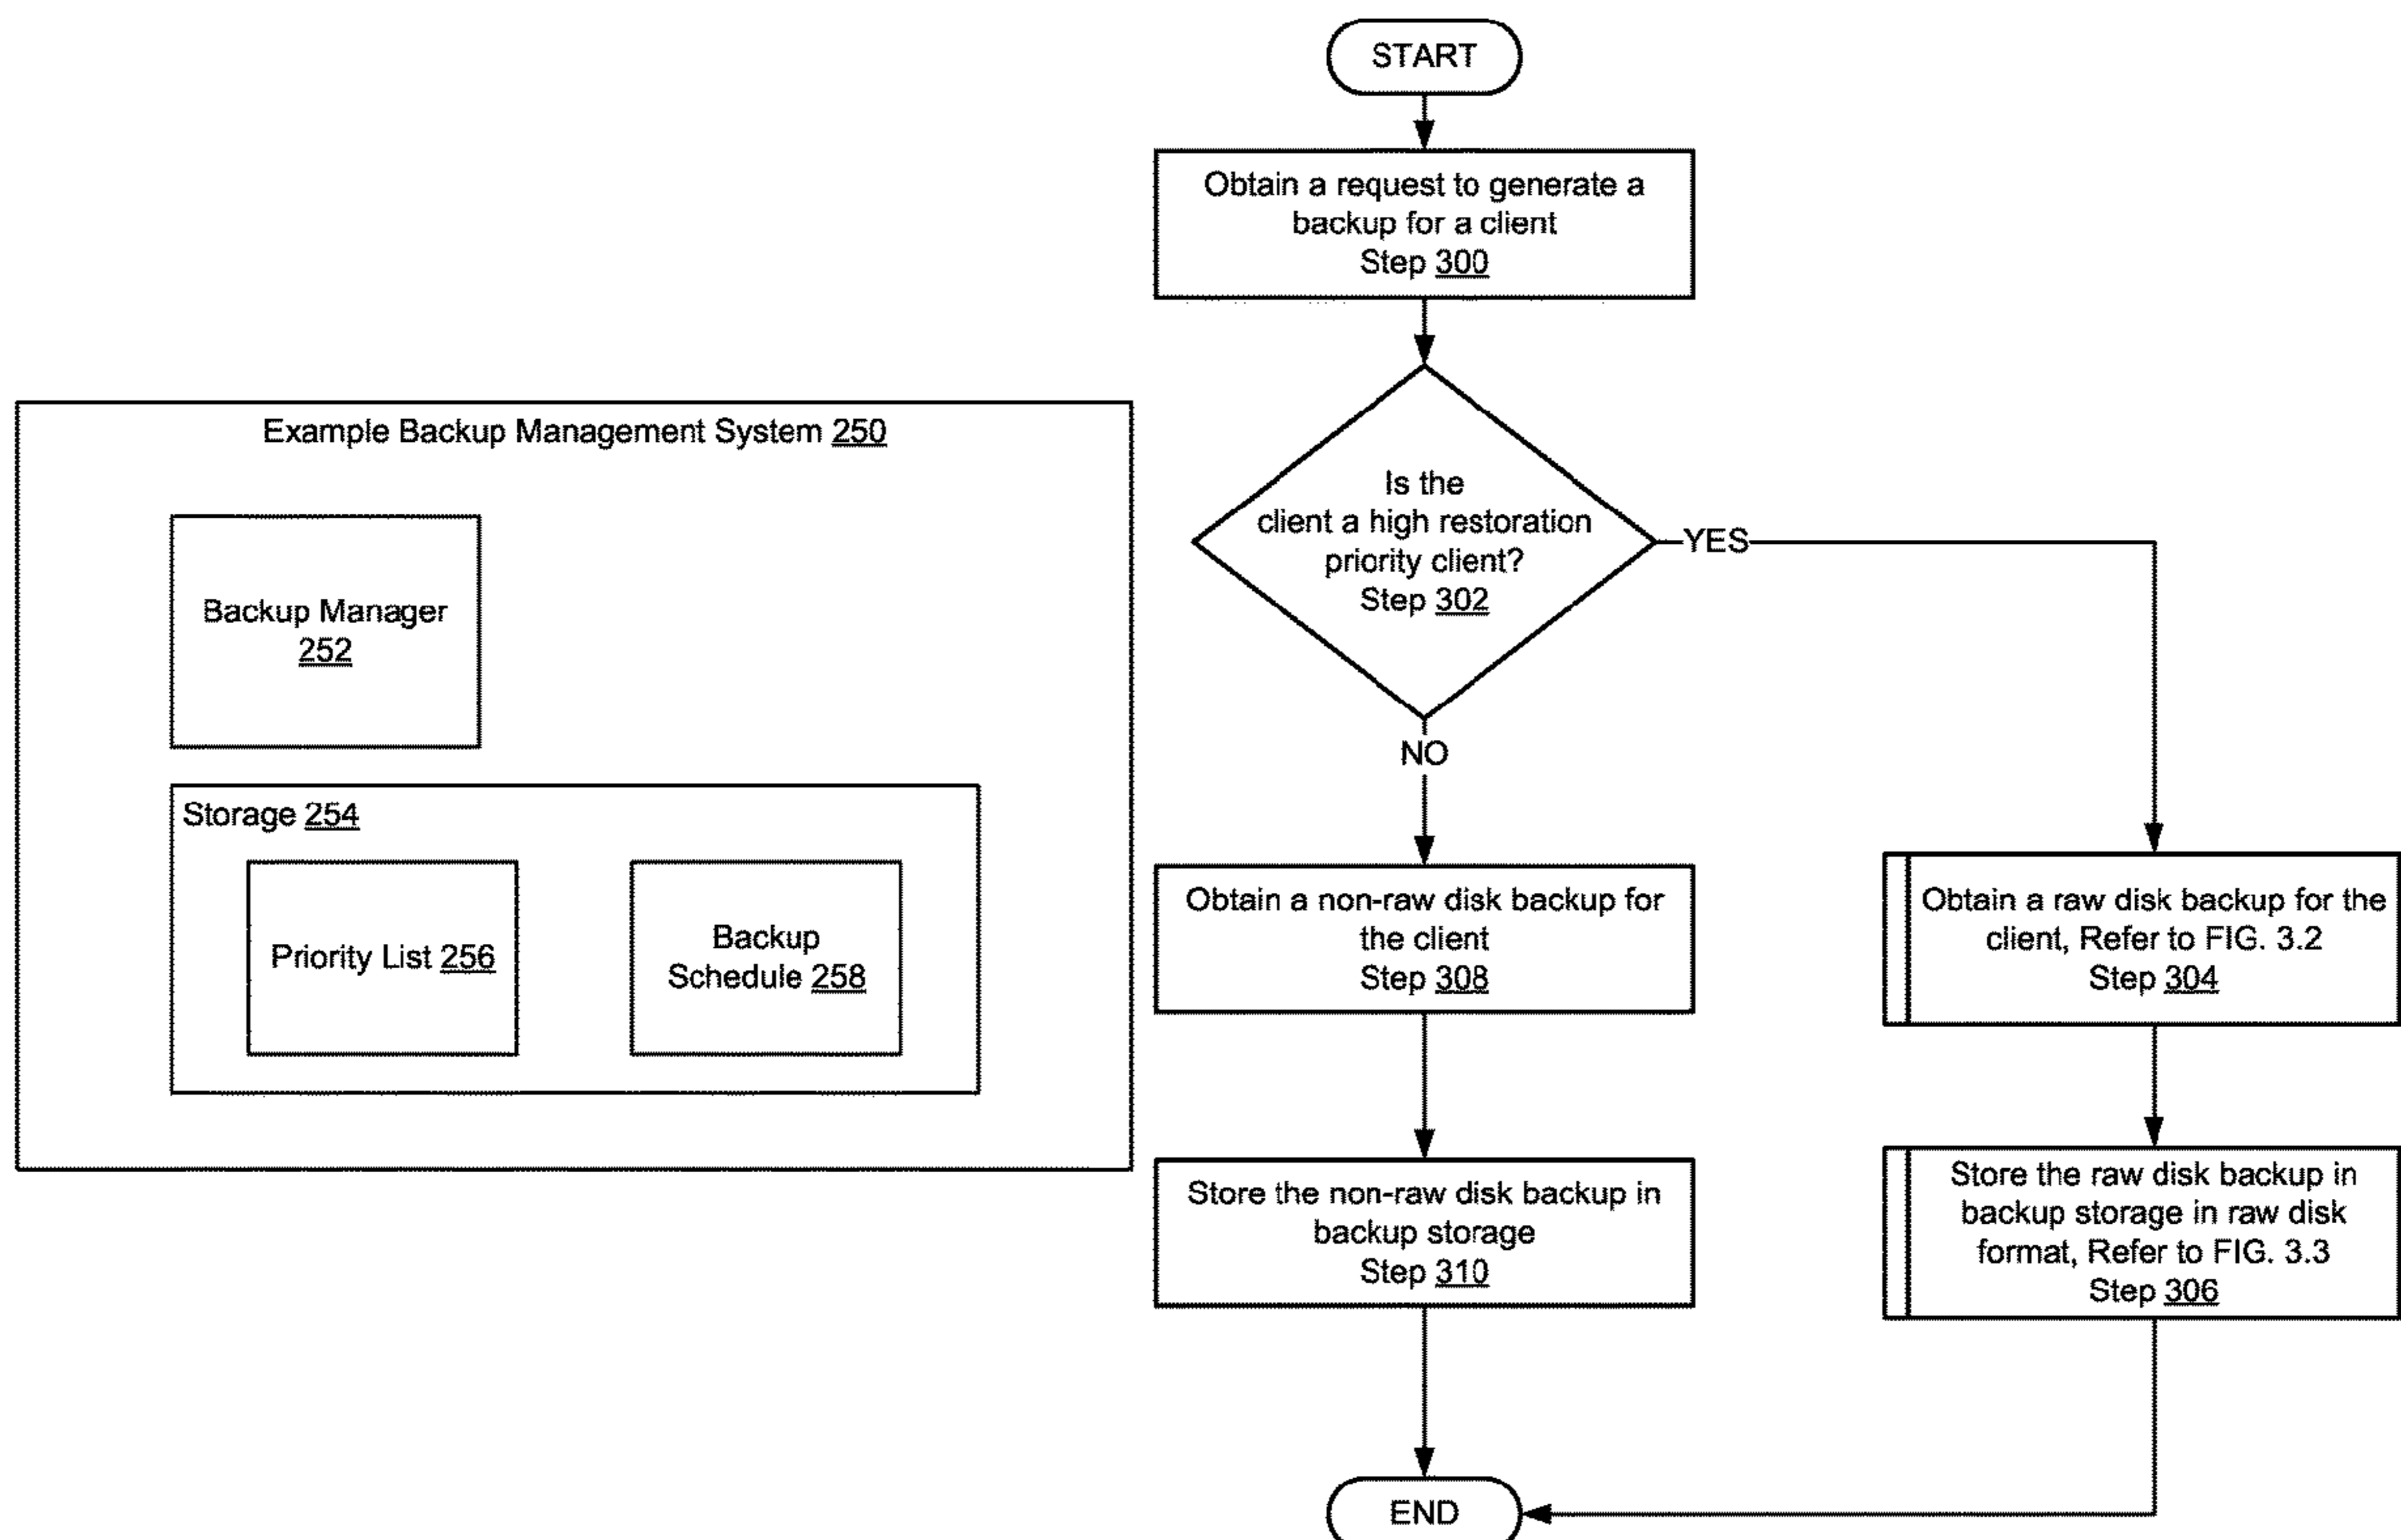 START
Obtain a request to generate a
backup for a client
Step 300
Example Backup Management System 250
Backup Manager
252
Storage 254
Priority List 256
Backup
Schedule 258
Is the
client a high restoration
priority client?
Step 302
YES
NO
Obtain a non-raw disk backup for
the client
Step 308
Obtain a raw disk backup for the
client, Refer to FIG. 3.2
Step 304
Store the non-raw disk backup in
backup storage
Step 310
Store the raw disk backup in
backup storage in raw disk
format, Refer to FIG. 3.3
Step 306
END